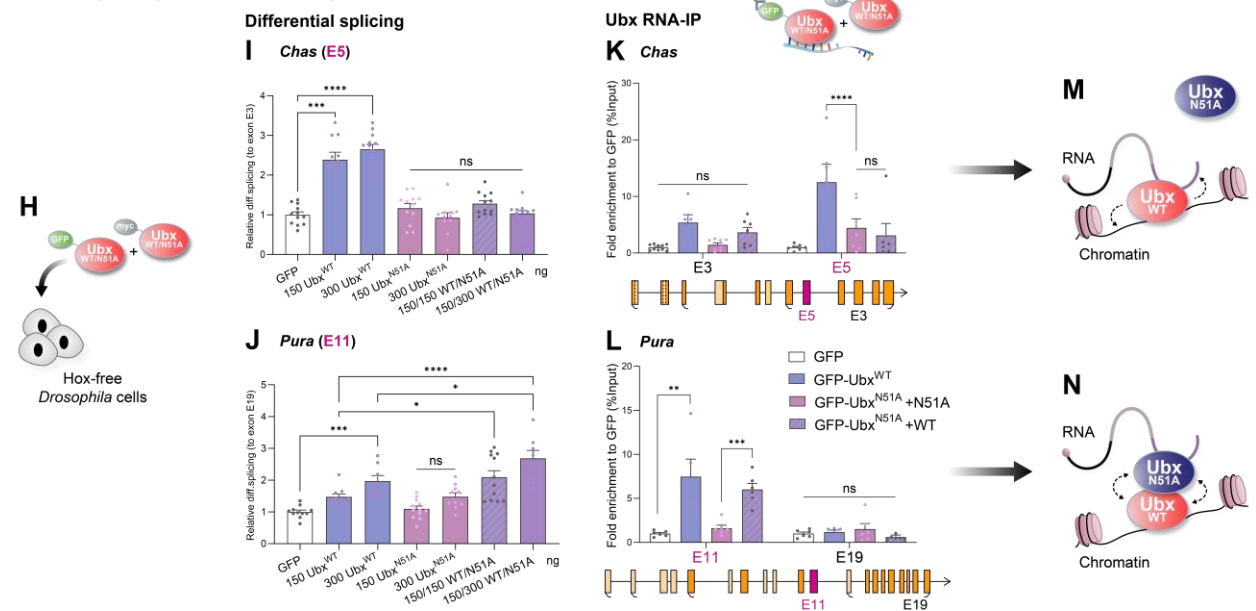 Differential splicing
Ubx RNA-IP
GFP
Ubx
WT/N51A
+
Ubx
WT/N51A
H
GFP
Ubx
WT/N51A
+
myc
Ubx
WT/N51A
Hox-free
Drosophila cells
I
Chas (E5)
Relative diff.splicing (to exon E3)
4
3
2
1
0
****
***
ns
GFP
150 Ubx^WT
300 Ubx^WT
150 Ubx^N51A
300 Ubx^N51A
150/150 WT/N51A
150/300 WT/N51A
ng
J
Pura (E11)
Relative diff.splicing (to exon E19)
5
4
3
2
1
0
****
*
*
***
ns
GFP
150 Ubx^WT
300 Ubx^WT
150 Ubx^N51A
300 Ubx^N51A
150/150 WT/N51A
150/300 WT/N51A
ng
K
Chas
Fold enrichment to GFP (%Input)
30
20
10
0
ns
****
ns
E3
E5
E5
E3
L
Pura
Fold enrichment to GFP (%Input)
20
15
10
5
0
**
***
ns
E11
E19
E11
E19
GFP
GFP-Ubx^WT
GFP-Ubx^N51A +N51A
GFP-Ubx^N51A +WT
M
Ubx
N51A
RNA
Ubx
WT
Chromatin
N
RNA
Ubx
N51A
Ubx
WT
Chromatin